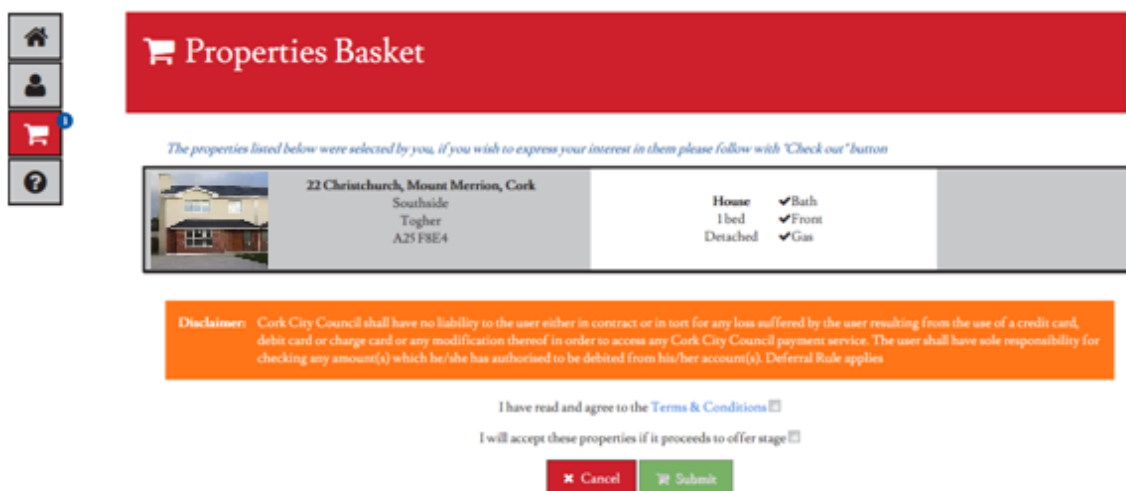 Properties Basket
The properties listed below were selected by you, if you wish to express your interest in them please follow with "Check out" button
22 Christchurch, Mount Merrion, Cork
Southside
Togher
A25 F8E4
House ✔Bath
1 bed ✔Front
Detached ✔Gas
Disclaimer: Cork City Council shall have no liability to the user either in contract or in tort for any loss suffered by the user resulting from the use of a credit card,
debit card or charge card or any modification thereof in order to access any Cork City Council payment service. The user shall have sole responsibility for
checking any amount(s) which he/she has authorised to be debited from his/her account(s). Deferral Rule applies
I have read and agree to the Terms & Conditions
I will accept these properties if it proceeds to offer stage
Cancel Submit